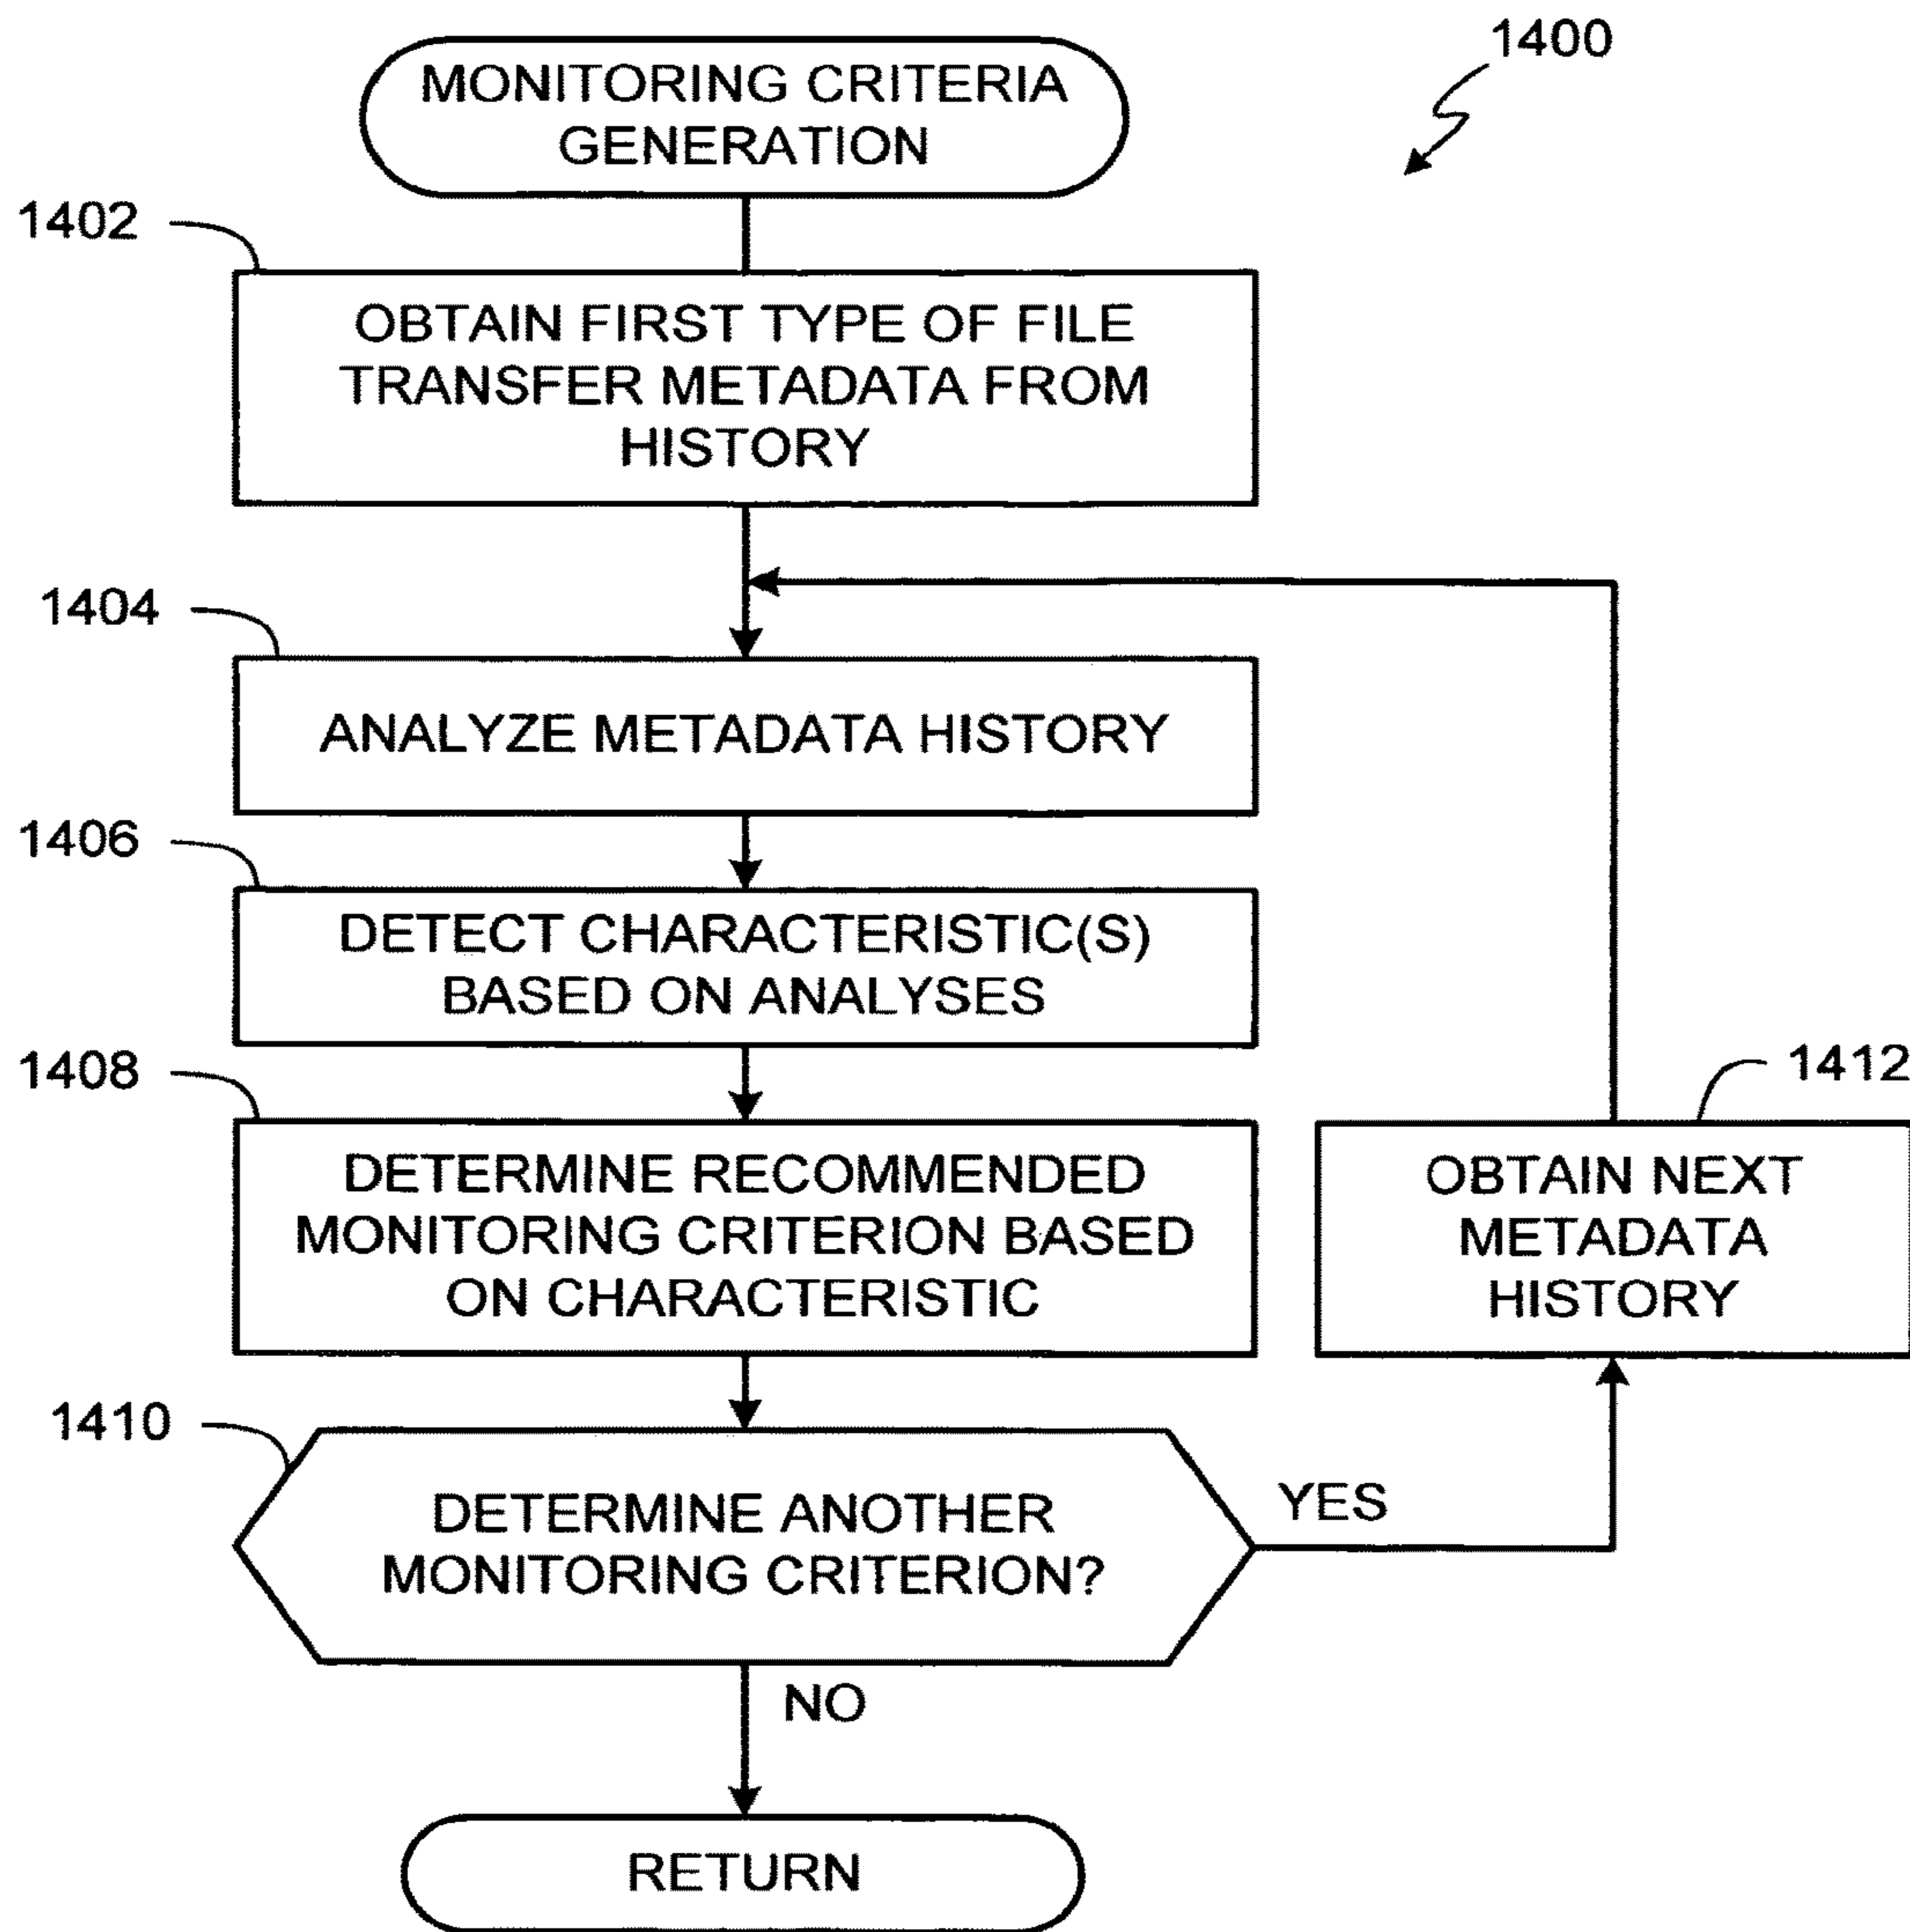 1400
MONITORING CRITERIA
GENERATION
1402
OBTAIN FIRST TYPE OF FILE
TRANSFER METADATA FROM
HISTORY
1404
ANALYZE METADATA HISTORY
1406
DETECT CHARACTERISTIC(S)
BASED ON ANALYSES
1408
DETERMINE RECOMMENDED
MONITORING CRITERION BASED
ON CHARACTERISTIC
1412
OBTAIN NEXT
METADATA
HISTORY
1410
DETERMINE ANOTHER
MONITORING CRITERION?
YES
NO
RETURN